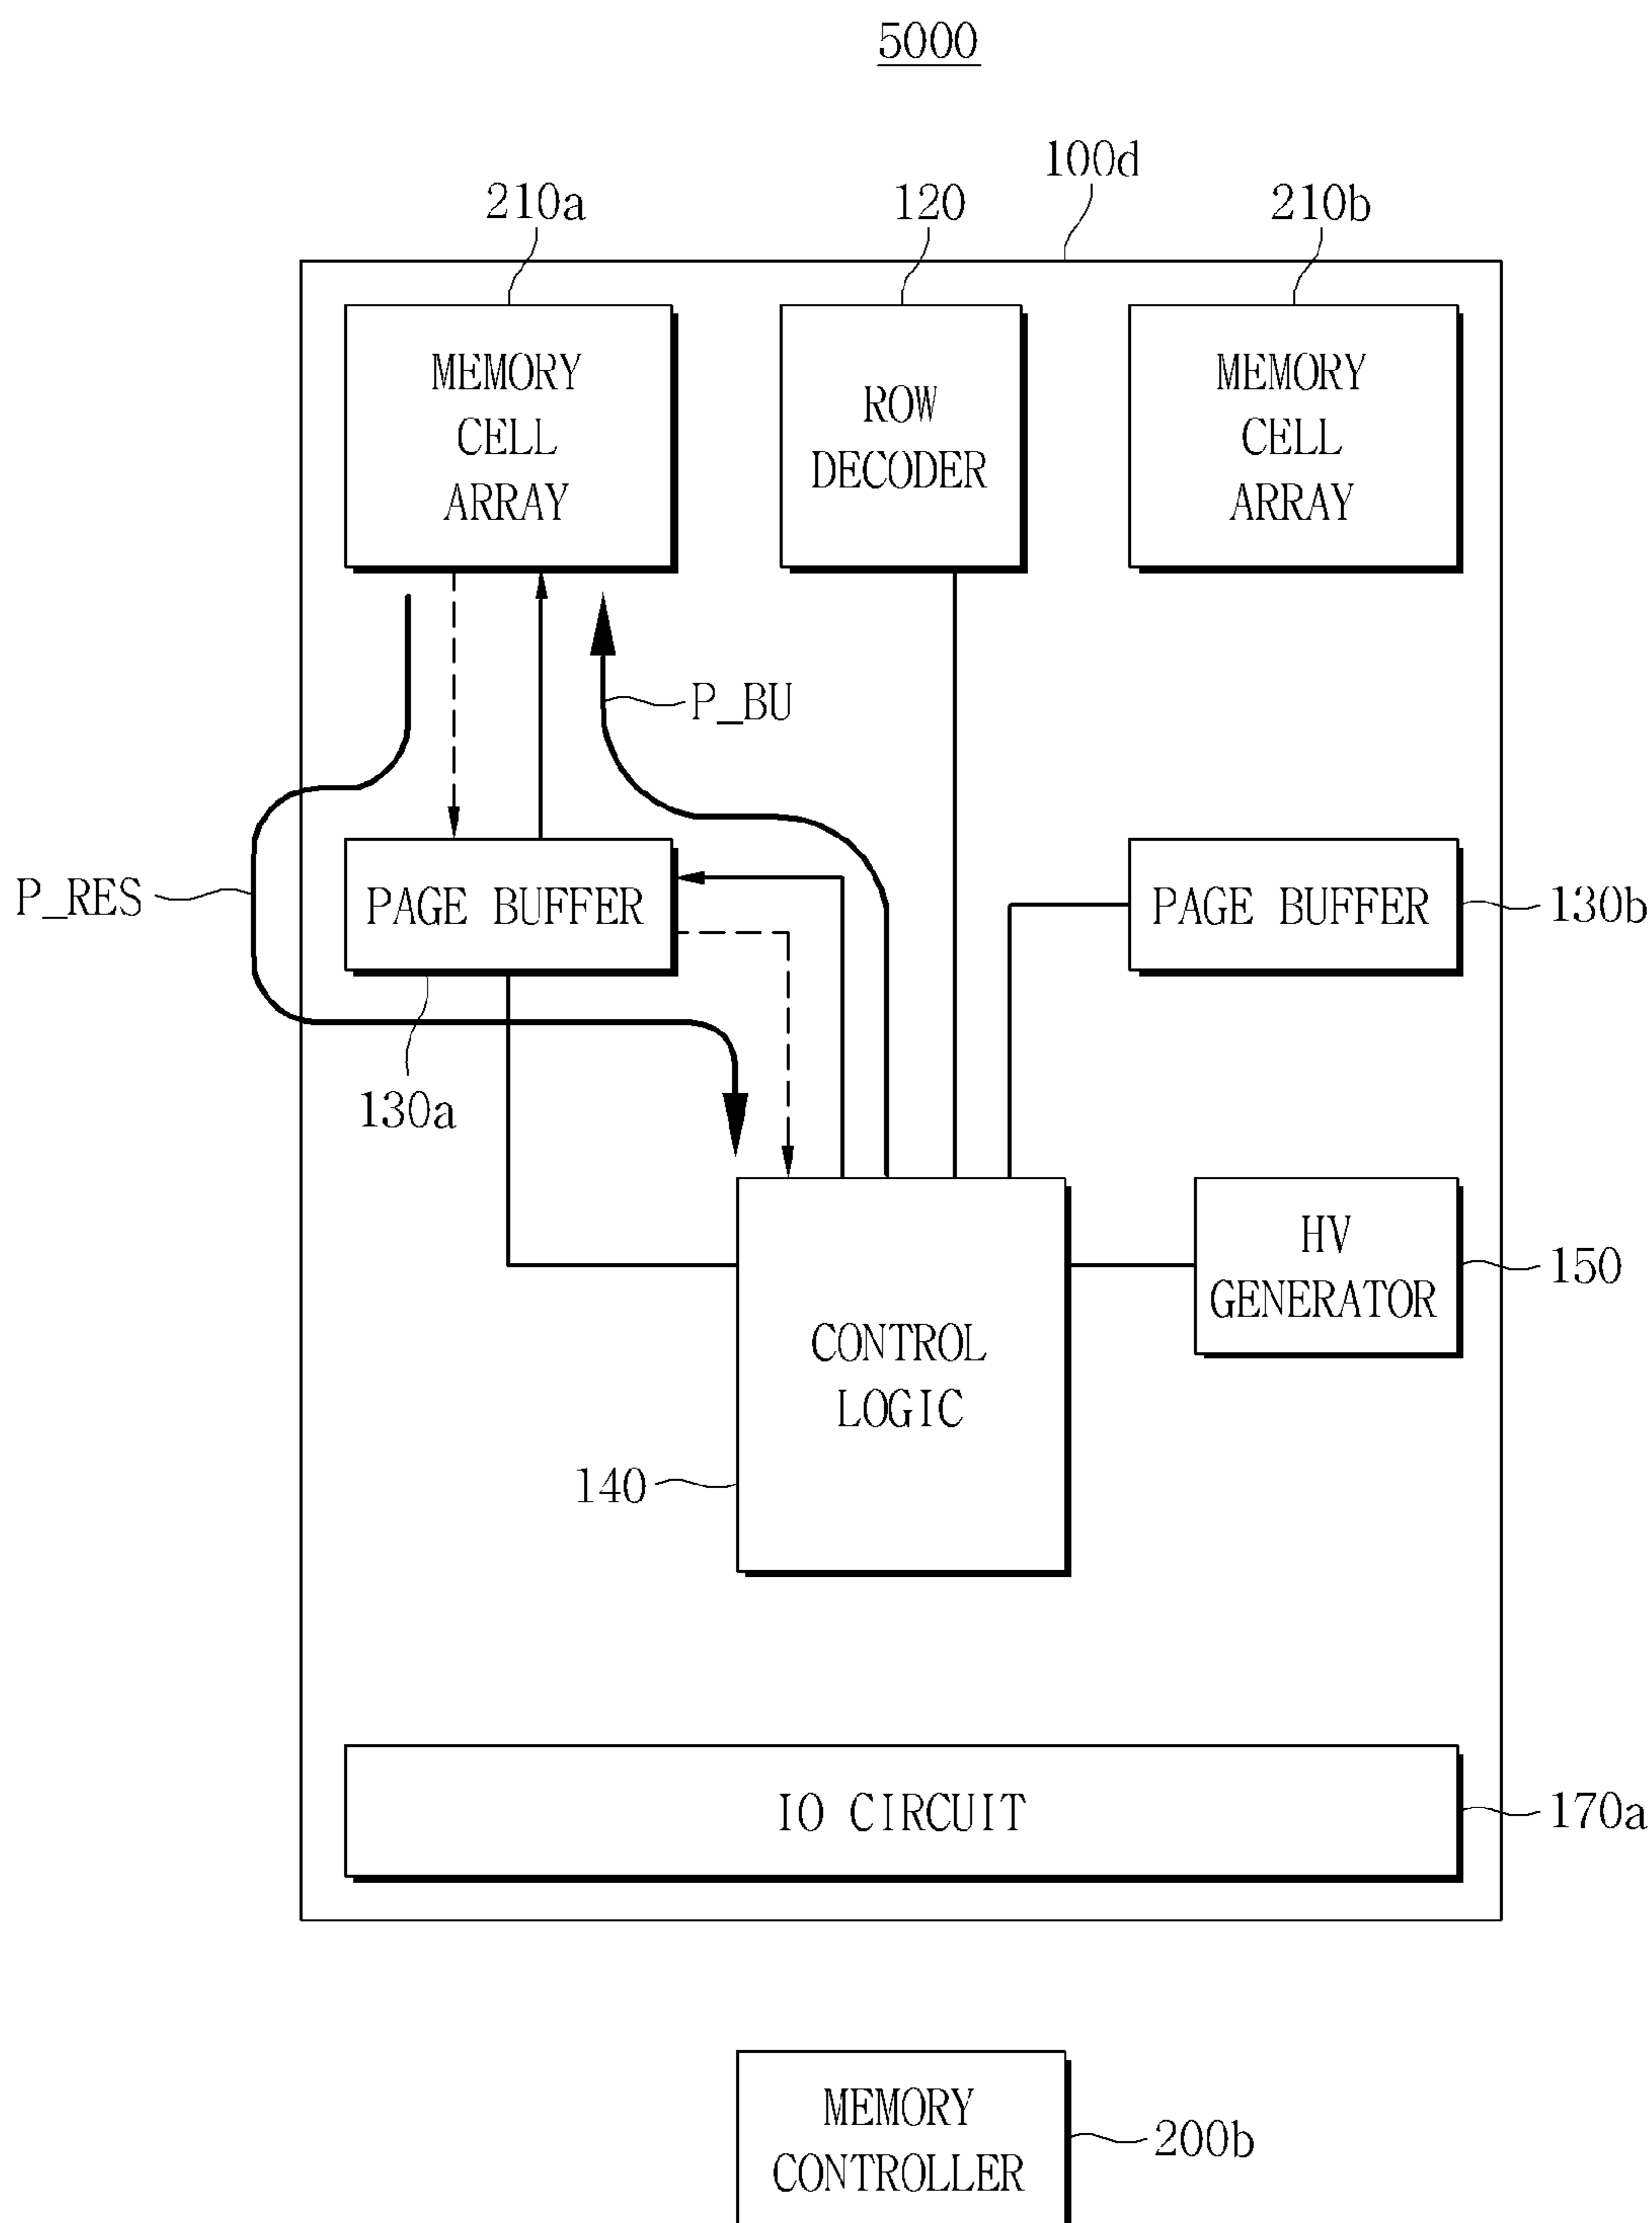 5000
100d
210a
120
210b
MEMORY
CELL
ARRAY
ROW
DECODER
MEMORY
CELL
ARRAY
P_BU
P_RES
PAGE BUFFER
PAGE BUFFER
130b
130a
HV
GENERATOR
150
CONTROL
LOGIC
140
IO CIRCUIT
170a
MEMORY
CONTROLLER
200b